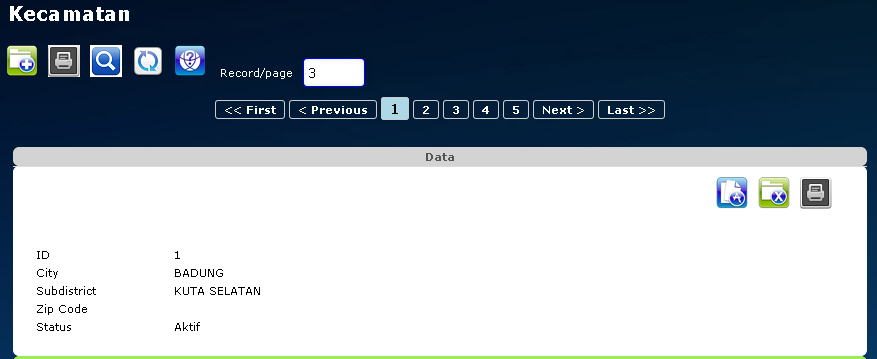 Kecamatan
Record/page 3
<< First < Previous 1 2 3 4 5 Next > Last >>
Data
ID 1
City BADUNG
Subdistrict KUTA SELATAN
Zip Code
Status Aktif